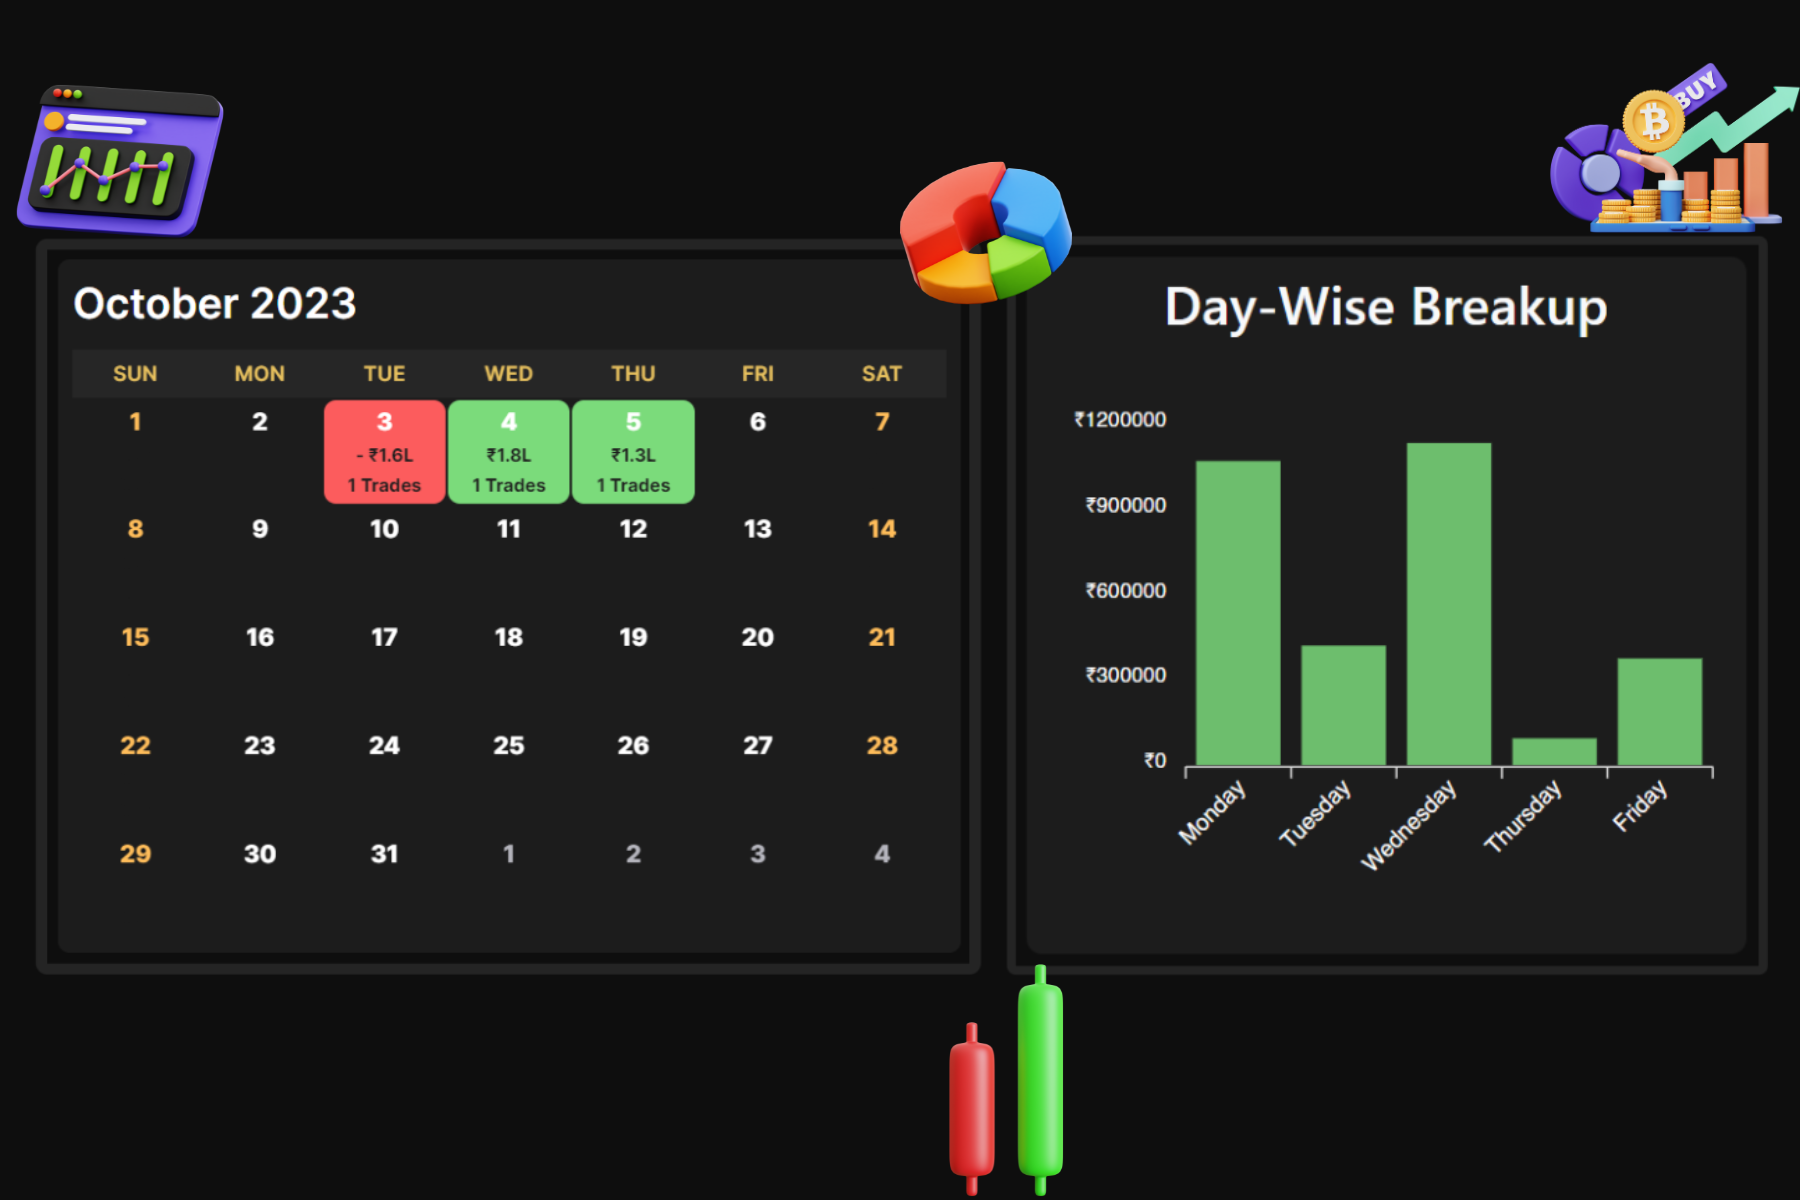 BUY
October 2023
SUN MON TUE WED THU FRI SAT
1 2 3 4 5 6 7
- ₹1.6L ₹1.8L ₹1.3L
1 Trades 1 Trades 1 Trades
8 9 10 11 12 13 14
15 16 17 18 19 20 21
22 23 24 25 26 27 28
29 30 31 1 2 3 4
Day-Wise Breakup
₹1200000
₹900000
₹600000
₹300000
₹0
Monday Tuesday Wednesday Thursday Friday